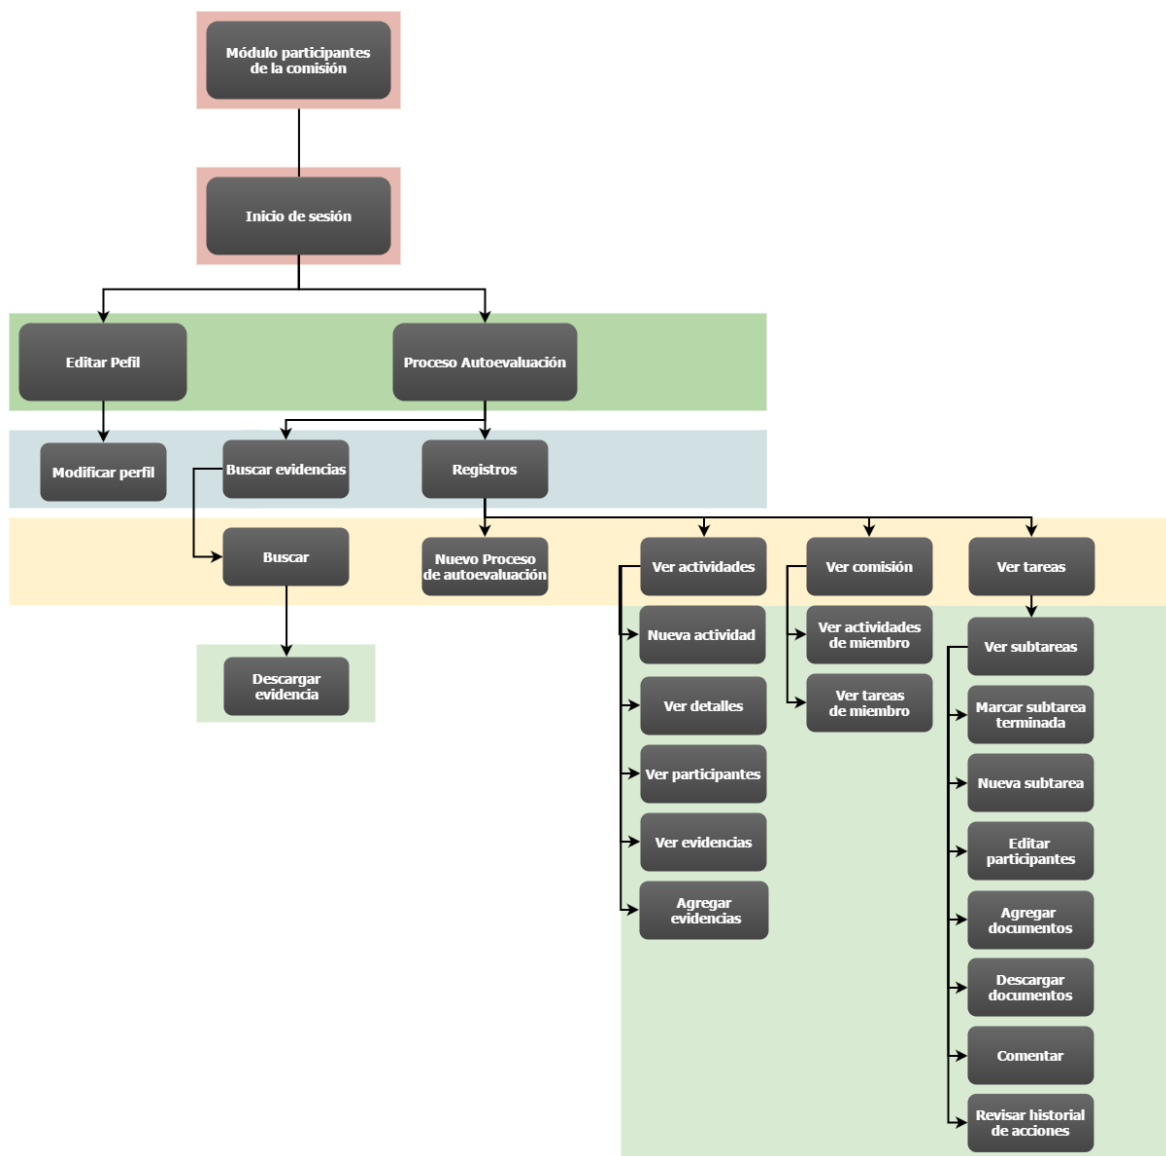 Módulo participantes
de la comisión
Inicio de sesión
Editar Pefil
Proceso Autoevaluación
Modificar perfil
Buscar evidencias
Registros
Buscar
Nuevo Proceso
de autoevaluación
Ver actividades
Ver comisión
Ver tareas
Descargar
evidencia
Nueva actividad
Ver detalles
Ver participantes
Ver evidencias
Agregar
evidencias
Ver actividades
de miembro
Ver tareas
de miembro
Ver subtareas
Marcar subtarea
terminada
Nueva subtarea
Editar
participantes
Agregar
documentos
Descargar
documentos
Comentar
Revisar historial
de acciones